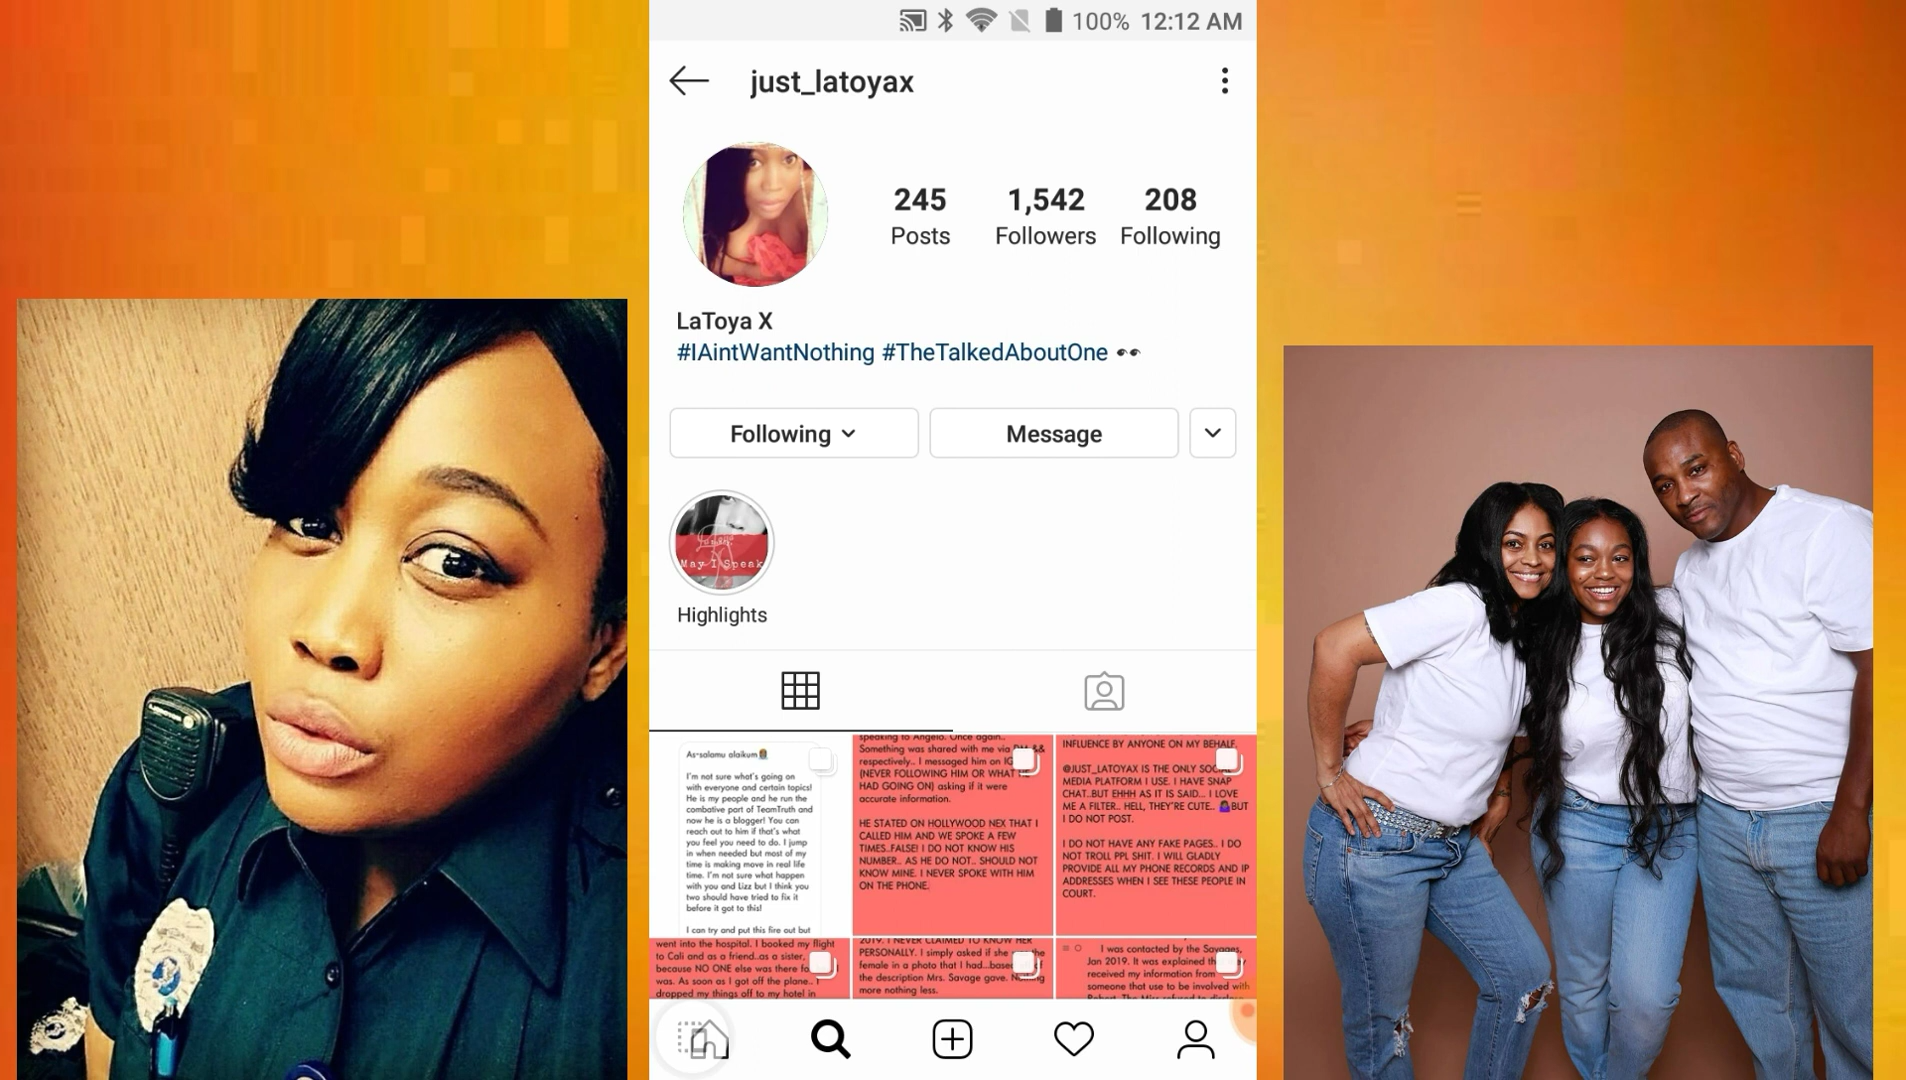 100% 12:12 AM
just_latoyax
245
Posts
1,542
Followers
208
Following
LaToya X
#IAintWantNothing #TheTalkedAboutOne 👀
Following
Message
May I Speak
Highlights
As-salamu alaikum
I'm not sure what's going on
with everyone and certain topics!
He is my people and he run the
combative part of TeamTruth and
now he is a blogger! You can
reach out to him if that's what
you feel you need to do. I jump
in when needed but most of my
time is making move in real life
time. I'm not sure what happen
with you and Lizz but I think you
two should have tried to fix it
before it got to this!
I can try and put this fire out but
speaking to Angelo. Once again..
Something was shared with me via DM &&
respectively.. I messaged him on IG
(NEVER FOLLOWING HIM OR WHAT HE
HAD GOING ON) asking if it were
accurate information.
HE STATED ON HOLLYWOOD NEX THAT I
CALLED HIM AND WE SPOKE A FEW
TIMES..FALSE! I DO NOT KNOW HIS
NUMBER.. AS HE DO NOT.. SHOULD NOT
KNOW MINE. I NEVER SPOKE WITH HIM
ON THE PHONE.
INFLUENCE BY ANYONE ON MY BEHALF.
@JUST_LATOYAX IS THE ONLY SOCIAL
MEDIA PLATFORM I USE. I HAVE SNAP
CHAT..BUT EHHH AS IT IS SAID... I LOVE
ME A FILTER.. HELL, THEY'RE CUTE.. 🤷🏾‍♀️BUT
I DO NOT POST.
I DO NOT HAVE ANY FAKE PAGES.. I DO
NOT TROLL PPL SHIT. I WILL GLADLY
PROVIDE ALL MY PHONE RECORDS AND IP
ADDRESSES WHEN I SEE THESE PEOPLE IN
COURT.
went into the hospital. I booked my flight
to Cali and as a friend..as a sister,
because NO ONE else was there
was. As soon as I got off the plane..
dropped my things off to my hotel in
2019. I NEVER CLAIMED TO KNOW HER
PERSONALLY. I simply asked if she was the
female in a photo that I had...based
the description Mrs. Savage gave. Nothing
more nothing less.
I was contacted by the Savages,
Jan 2019. It was explained
received my information from
someone that use to be involved with